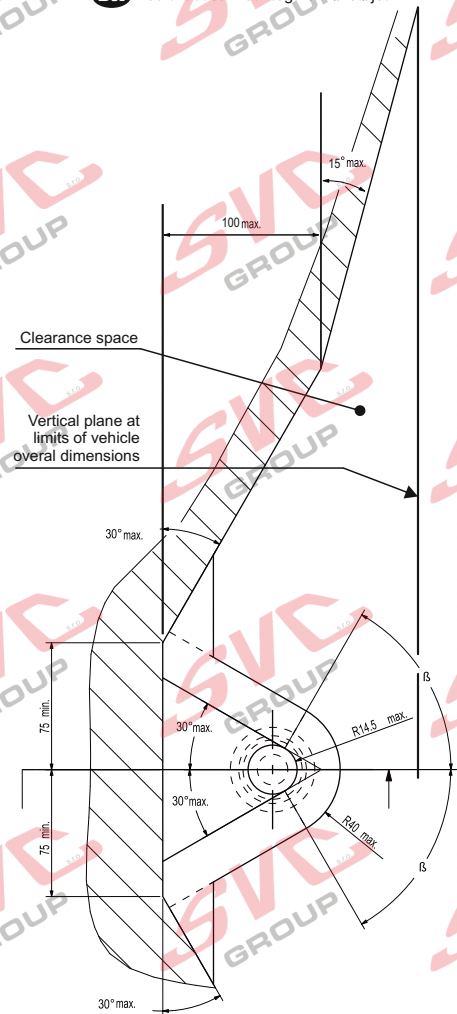 15° max.
100 max.
Clearance space
Vertical plane at
limits of vehicle
overal dimensions
30° max.
75 min.
75 min.
30° max.
30° max.
R14.5 max.
R40 max.
ß
ß
30° max.
SVC
s.r.o.
GROUP